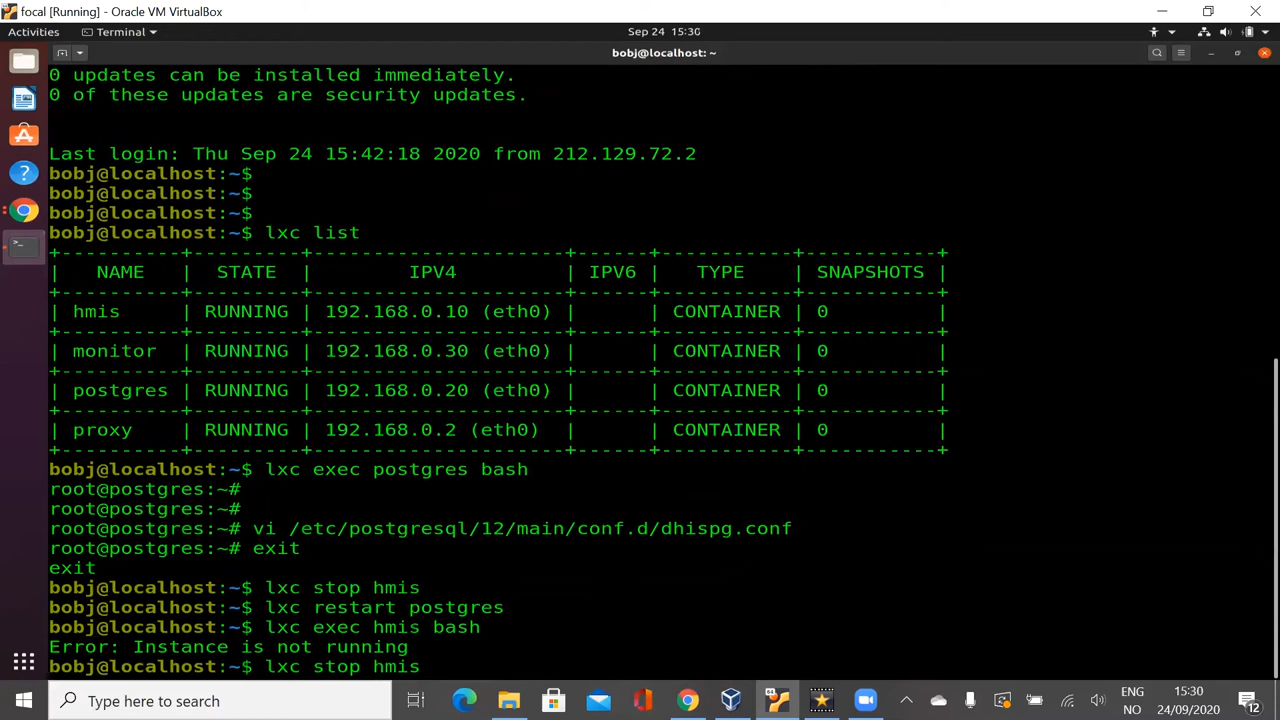 focal [Running] - Oracle VM VirtualBox
Activities Terminal Sep 24 15:30
bobj@localhost: ~
0 updates can be installed immediately.
0 of these updates are security updates.
Last login: Thu Sep 24 15:42:18 2020 from 212.129.72.2
bobj@localhost:~$
bobj@localhost:~$
bobj@localhost:~$
bobj@localhost:~$ lxc list
+----------+---------+---------------------+------+-----------+-----------+
| NAME | STATE | IPV4 | IPV6 | TYPE | SNAPSHOTS |
+----------+---------+---------------------+------+-----------+-----------+
| hmis | RUNNING | 192.168.0.10 (eth0) | | CONTAINER | 0 |
+----------+---------+---------------------+------+-----------+-----------+
| monitor | RUNNING | 192.168.0.30 (eth0) | | CONTAINER | 0 |
+----------+---------+---------------------+------+-----------+-----------+
| postgres | RUNNING | 192.168.0.20 (eth0) | | CONTAINER | 0 |
+----------+---------+---------------------+------+-----------+-----------+
| proxy | RUNNING | 192.168.0.2 (eth0) | | CONTAINER | 0 |
+----------+---------+---------------------+------+-----------+-----------+
bobj@localhost:~$ lxc exec postgres bash
root@postgres:~#
root@postgres:~#
root@postgres:~# vi /etc/postgresql/12/main/conf.d/dhispg.conf
root@postgres:~# exit
exit
bobj@localhost:~$ lxc stop hmis
bobj@localhost:~$ lxc restart postgres
bobj@localhost:~$ lxc exec hmis bash
Error: Instance is not running
bobj@localhost:~$ lxc stop hmis
Type here to search
ENG 15:30
NO 24/09/2020 12